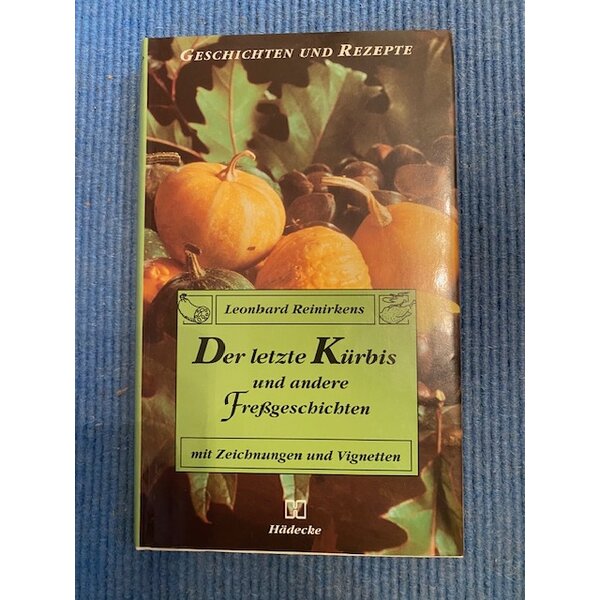 GESCHICHTEN UND REZEPTE
Leonhard Reinirkens
Der letzte Kürbis
und andere
Freßgeschichten
mit Zeichnungen und Vignetten
Hädecke